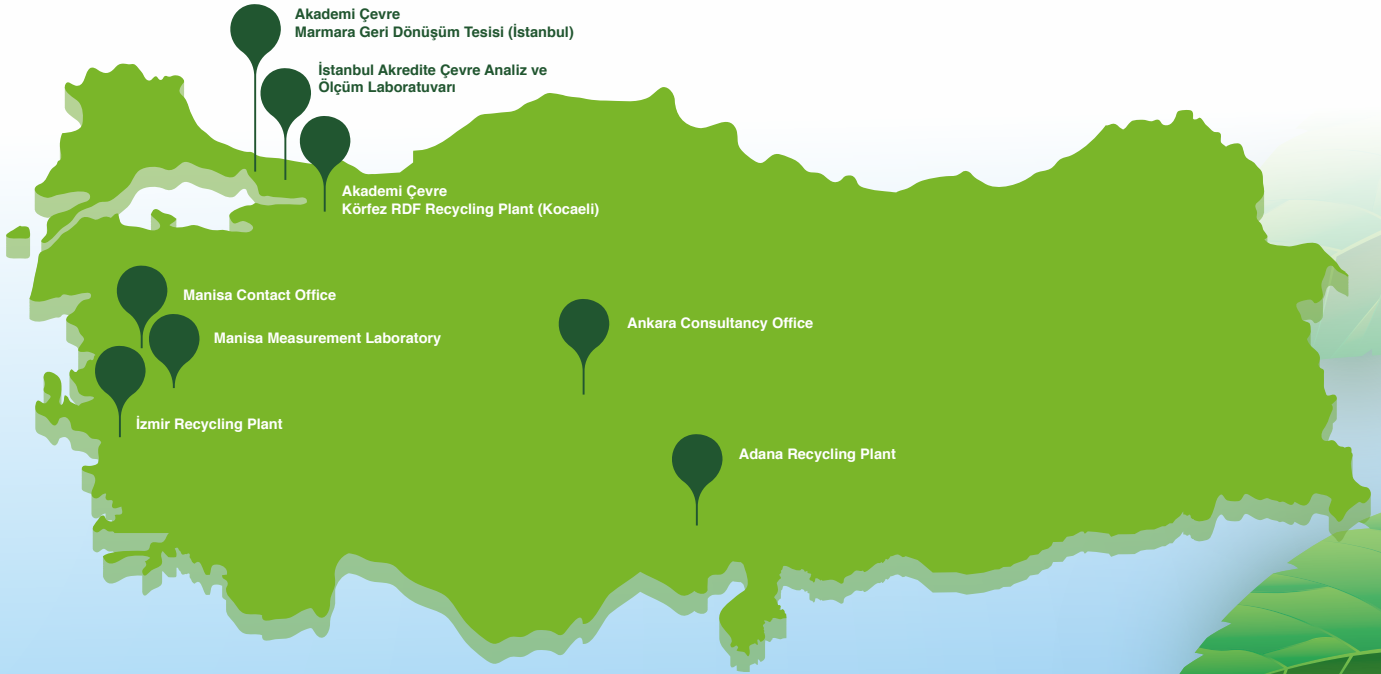 Akademi Çevre
Marmara Geri Dönüşüm Tesisi (İstanbul)
İstanbul Akredite Çevre Analiz ve
Ölçüm Laboratuvarı
Akademi Çevre
Körfez RDF Recycling Plant (Kocaeli)
Manisa Contact Office
Ankara Consultancy Office
Manisa Measurement Laboratory
İzmir Recycling Plant
Adana Recycling Plant